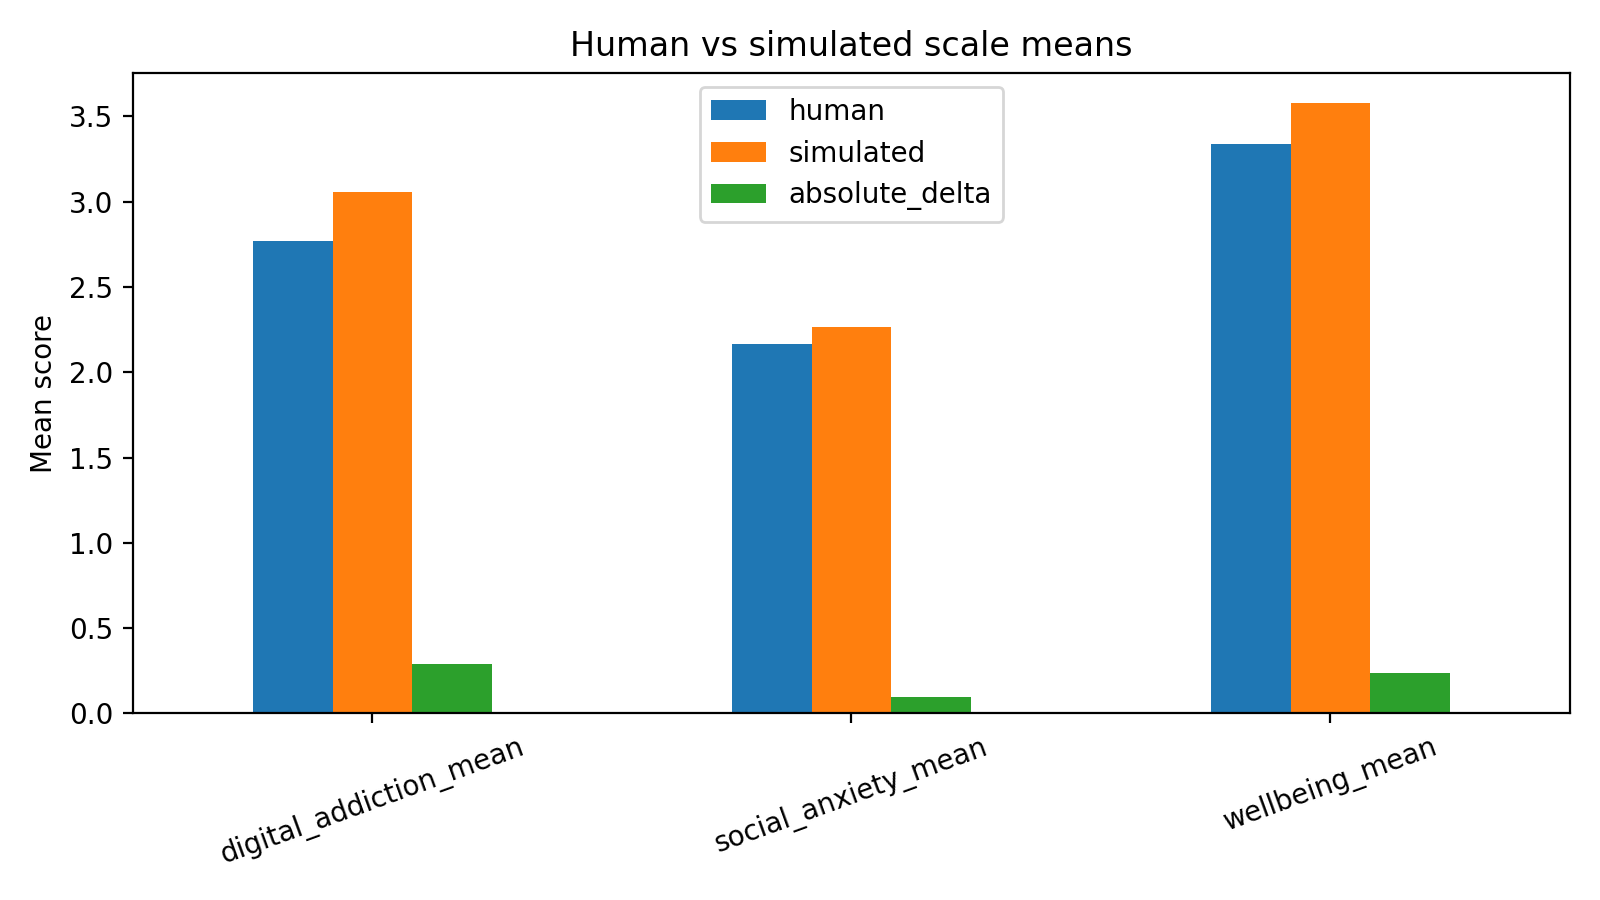 Human vs simulated scale means
human
simulated
absolute_delta
Mean score
3.5
3.0
2.5
2.0
1.5
1.0
0.5
0.0
digital_addiction_mean
social_anxiety_mean
wellbeing_mean